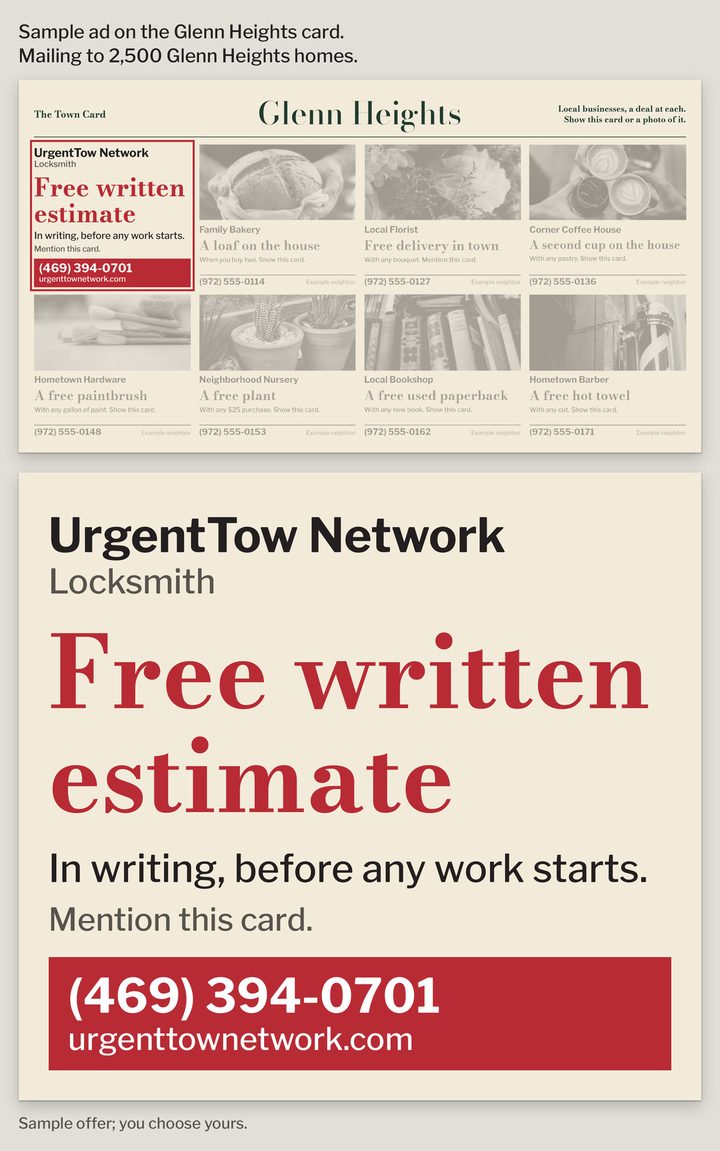 Sample ad on the Glenn Heights card.
Mailing to 2,500 Glenn Heights homes.
The Town Card
Glenn Heights
Local businesses, a deal at each.
Show this card or a photo of it.
UrgentTow Network
Locksmith
Free written
estimate
In writing, before any work starts.
Mention this card.
(469) 394-0701
urgenttownetwork.com
Family Bakery
A loaf on the house
When you buy two. Show this card.
(972) 555-0114
Example neighbor
Local Florist
Free delivery in town
With any bouquet. Mention this card.
(972) 555-0127
Example neighbor
Corner Coffee House
A second cup on the house
With any pastry. Show this card.
(972) 555-0136
Example neighbor
Hometown Hardware
A free paintbrush
With any gallon of paint. Show this card.
(972) 555-0148
Example neighbor
Neighborhood Nursery
A free plant
With any $25 purchase. Show this card.
(972) 555-0153
Example neighbor
Local Bookshop
A free used paperback
With any new book. Show this card.
(972) 555-0162
Example neighbor
Hometown Barber
A free hot towel
With any cut. Show this card.
(972) 555-0171
Example neighbor
UrgentTow Network
Locksmith
Free written
estimate
In writing, before any work starts.
Mention this card.
(469) 394-0701
urgenttownetwork.com
Sample offer; you choose yours.